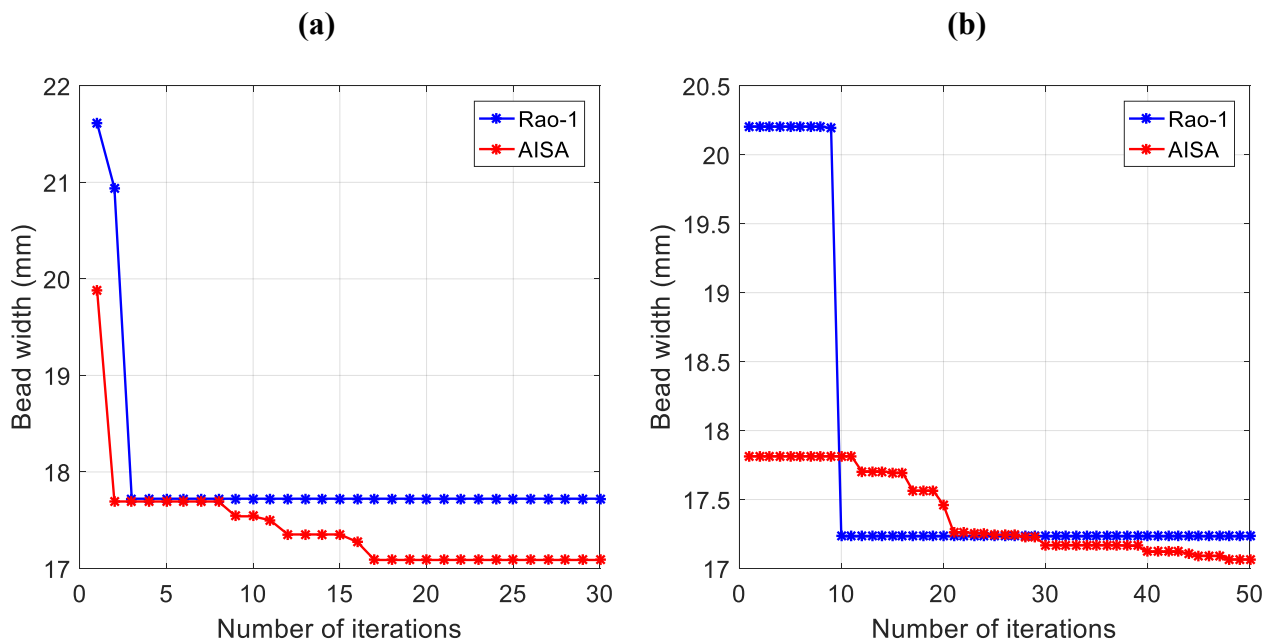 (a)
22
21
20
19
18
17
Bead width (mm)
0 5 10 15 20 25 30
Number of iterations
Rao-1
AISA
(b)
20.5
20
19.5
19
18.5
18
17.5
17
Bead width (mm)
0 10 20 30 40 50
Number of iterations
Rao-1
AISA